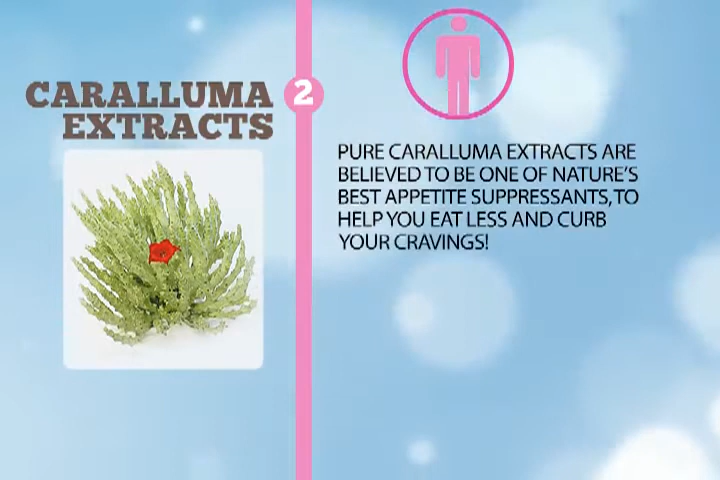 CARALLUMA
EXTRACTS
2
PURE CARALLUMA EXTRACTS ARE
BELIEVED TO BE ONE OF NATURE'S
BEST APPETITE SUPPRESSANTS, TO
HELP YOU EAT LESS AND CURB
YOUR CRAVINGS!